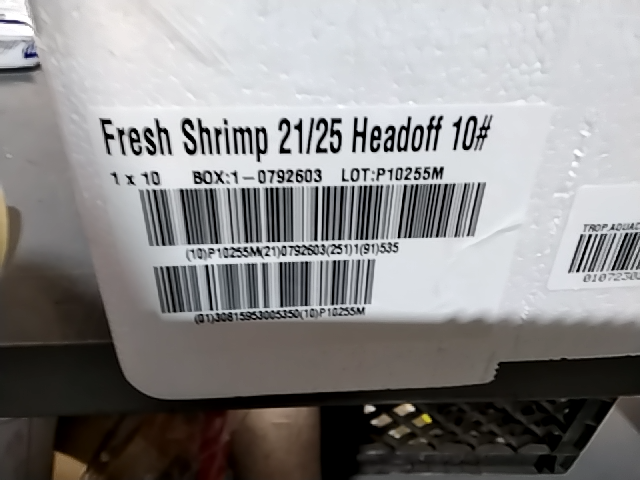 Fresh Shrimp 21/25 Headoff 10#
1 x 10 BOX:1-0792603 LOT:P10255M
(10)P10255M(21)0792603(251)1(91)535
(01)30815953005350(10)P10255M
TROP.AQUAC